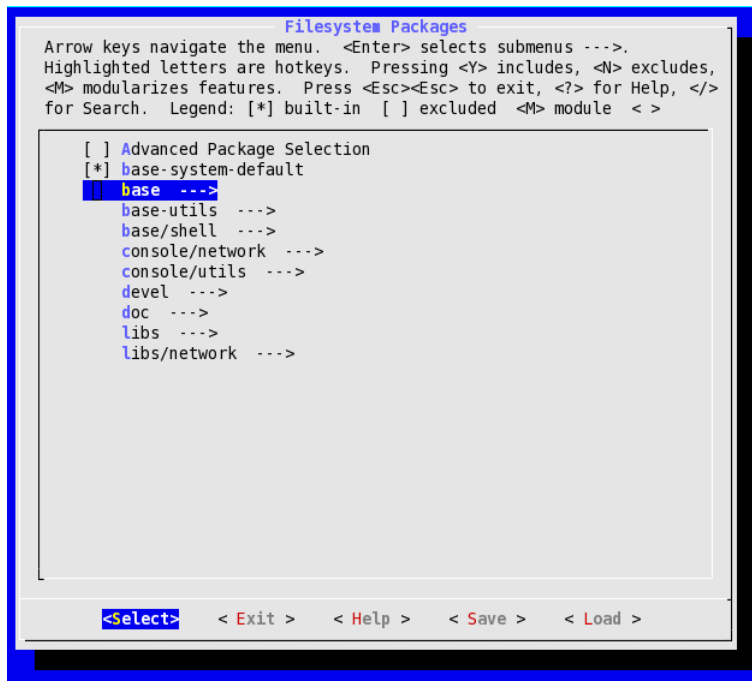 Filesystem Packages
Arrow keys navigate the menu.  <Enter> selects submenus --->.
Highlighted letters are hotkeys.  Pressing <Y> includes, <N> excludes,
<M> modularizes features.  Press <Esc><Esc> to exit, <?> for Help, </>
for Search.  Legend: [*] built-in  [ ] excluded  <M> module  < >
[ ] Advanced Package Selection
[*] base-system-default
base  --->
base-utils  --->
base/shell  --->
console/network  --->
console/utils  --->
devel  --->
doc  --->
libs  --->
libs/network  --->
<Select>    < Exit >    < Help >    < Save >    < Load >